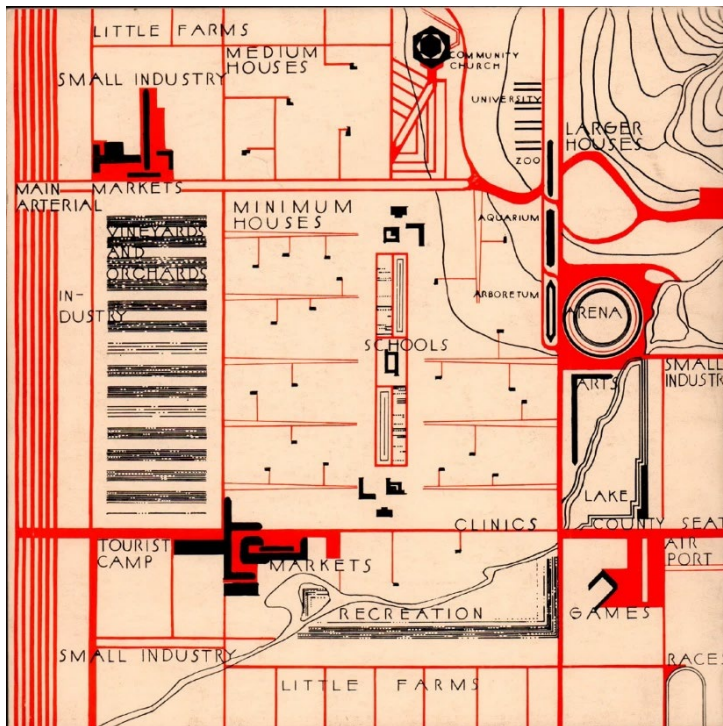 LITTLE FARMS
MEDIUM
HOUSES
COMMUNITY
CHURCH
SMALL INDUSTRY
UNIVERSITY
LARGER
HOUSES
ZOO
MAIN
ARTERIAL
MARKETS
MINIMUM
HOUSES
AQUARIUM
VINEYARDS
AND
ORCHARDS
IN-
DUSTRY
ARBORETUM
ARENA
SCHOOLS
SMALL
INDUSTRY
ARTS
LAKE
CLINICS
COUNTY SEAT
TOURIST
CAMP
MARKETS
AIR
PORT
RECREATION
GAMES
SMALL INDUSTRY
RACES
LITTLE FARMS